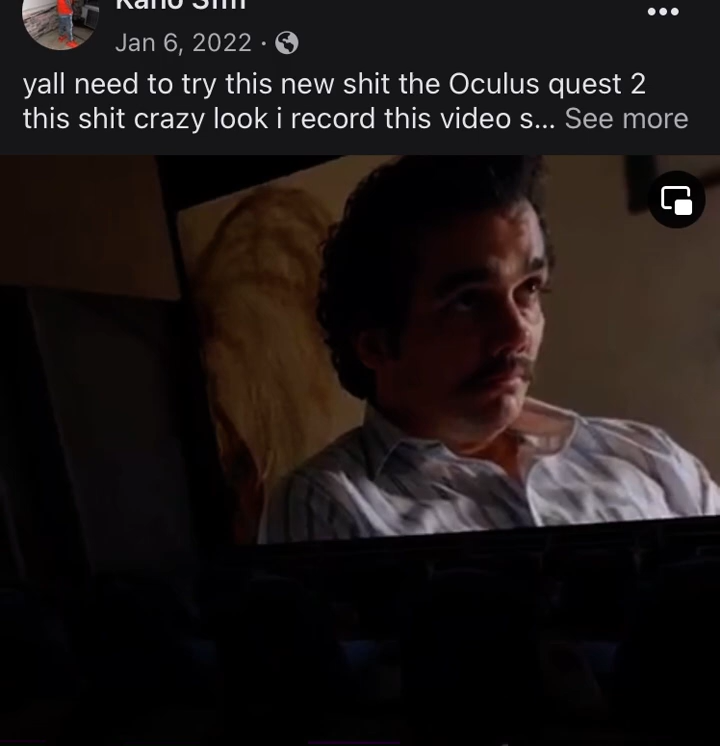 Jan 6, 2022 ·
yall need to try this new shit the Oculus quest 2
this shit crazy look i record this video s... See more